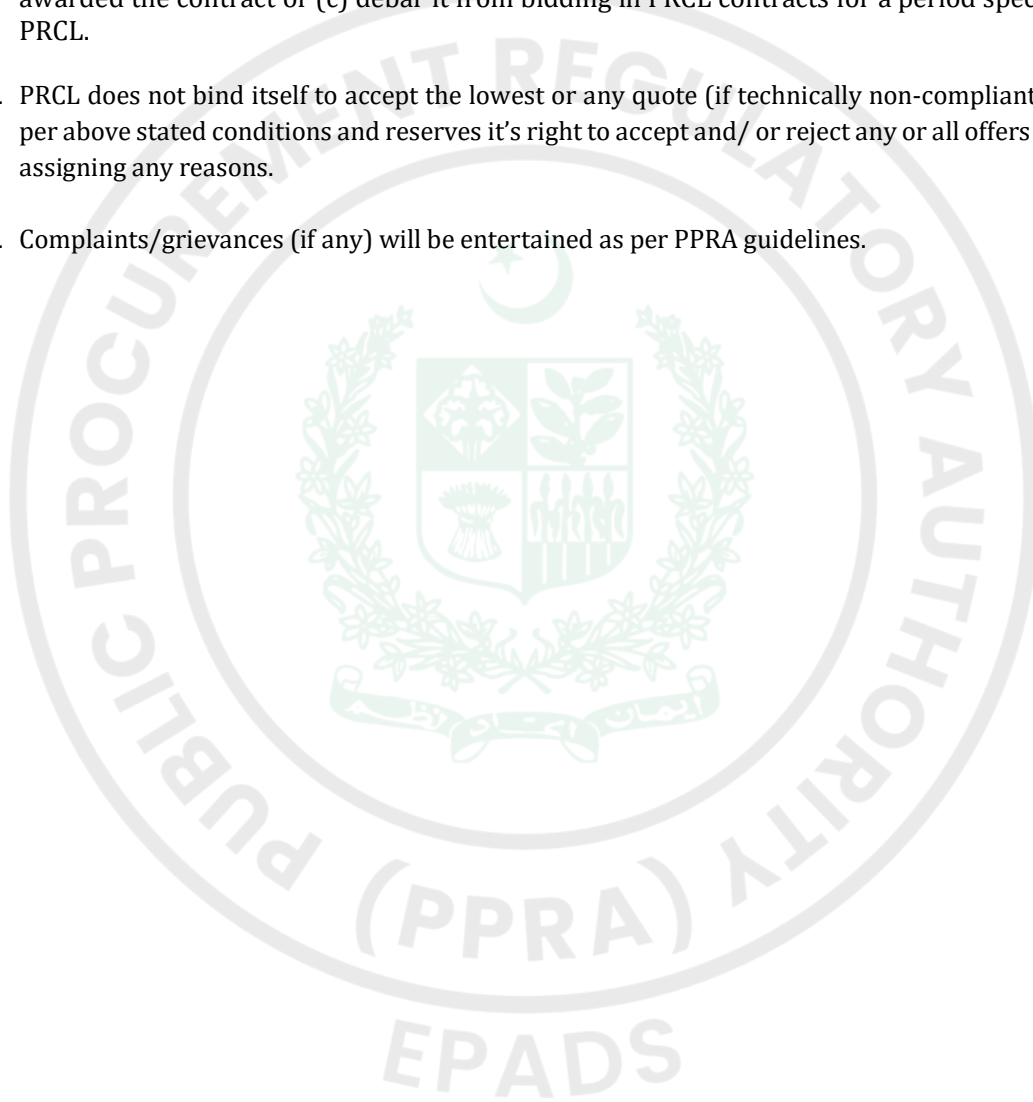 awarded the contract or (c) debar it from bidding in PRCL contracts for a period
PRCL.
. PRCL does not bind itself to accept the lowest or any quote (if technically non-compliant
per above stated conditions and reserves it's right to accept and/ or reject any or all offers
assigning any reasons.
. Complaints/grievances (if any) will be entertained as per PPRA guidelines.
PUBLIC PROCUREMENT REGULATORY AUTHORITY
(PPRA)
EPADS